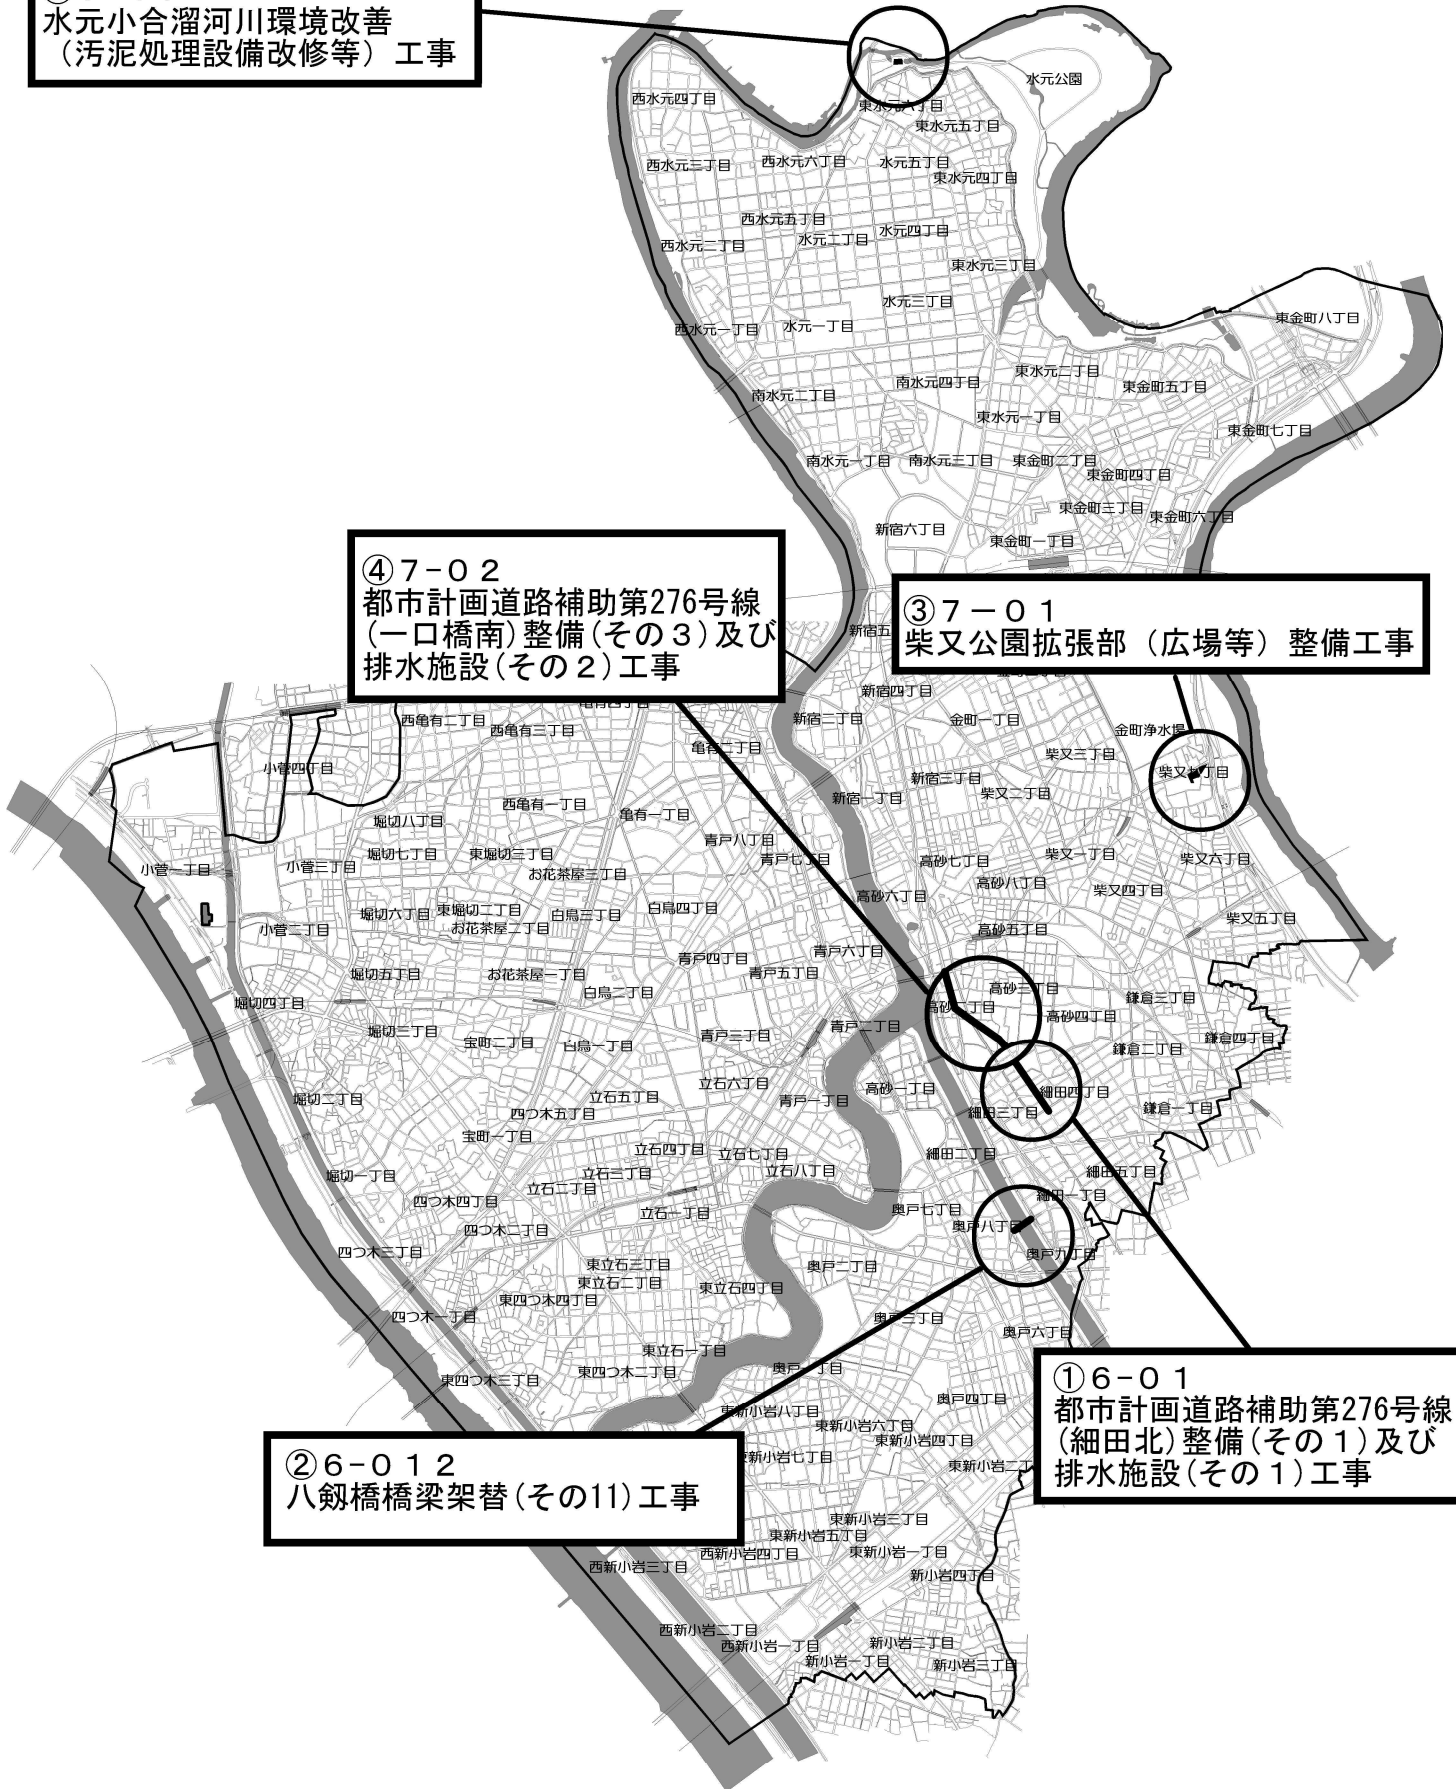 水元小合溜河川環境改善
（汚泥処理設備改修等）工事
水元公園
西水元四丁目
東水元六丁目
東水元五丁目
西水元三丁目
西水元六丁目
水元五丁目
東水元四丁目
西水元五丁目
西水元二丁目
水元二丁目
水元四丁目
東水元三丁目
水元三丁目
西水元一丁目
水元一丁目
東金町八丁目
南水元二丁目
南水元四丁目
東水元二丁目
東金町五丁目
東水元一丁目
東金町七丁目
南水元一丁目
南水元三丁目
東金町二丁目
東金町四丁目
東金町三丁目
東金町六丁目
新宿六丁目
東金町一丁目
④７-０２
都市計画道路補助第276号線
(一口橋南)整備(その３)及び
排水施設(その２)工事
③７－０１
柴又公園拡張部（広場等）整備工事
新宿五
新宿四丁目
西亀有二丁目
西亀有三丁目
亀有四丁目
新宿二丁目
金町一丁目
金町浄水場
亀有二丁目
柴又三丁目
小菅四丁目
新宿三丁目
柴又二丁目
柴又七丁目
新宿一丁目
西亀有一丁目
亀有一丁目
堀切八丁目
青戸八丁目
堀切七丁目
東堀切三丁目
青戸七丁目
高砂七丁目
柴又一丁目
柴又六丁目
小菅一丁目
小菅三丁目
お花茶屋三丁目
高砂八丁目
柴又四丁目
高砂六丁目
堀切六丁目
東堀切二丁目
白鳥三丁目
白鳥四丁目
柴又五丁目
小菅二丁目
お花茶屋二丁目
高砂五丁目
青戸六丁目
青戸四丁目
堀切五丁目
お花茶屋一丁目
青戸五丁目
高砂三丁目
白鳥二丁目
鎌倉三丁目
堀切四丁目
高砂二丁目
高砂四丁目
堀切三丁目
青戸二丁目
青戸三丁目
鎌倉四丁目
宝町二丁目
白鳥一丁目
鎌倉二丁目
立石六丁目
高砂一丁目
細田四丁目
堀切二丁目
立石五丁目
青戸一丁目
四つ木五丁目
細田三丁目
鎌倉一丁目
宝町一丁目
立石四丁目
立石七丁目
細田二丁目
堀切一丁目
立石三丁目
立石八丁目
細田五丁目
立石二丁目
細田一丁目
四つ木四丁目
立石一丁目
奥戸七丁目
四つ木二丁目
奥戸八丁目
四つ木三丁目
奥戸九丁目
東立石三丁目
奥戸二丁目
東立石二丁目
東立石四丁目
東四つ木四丁目
四つ木一丁目
奥戸三丁目
奥戸六丁目
東立石一丁目
奥戸一丁目
東四つ木二丁目
東四つ木三丁目
奥戸四丁目
東新小岩八丁目
東新小岩六丁目
東新小岩四丁目
東新小岩七丁目
東新小岩二丁
①６-０１
都市計画道路補助第276号線
(細田北)整備(その１)及び
排水施設(その１)工事
②６-０１２
八剱橋橋梁架替(その11)工事
東新小岩三丁目
東新小岩五丁目
西新小岩四丁目
東新小岩一丁目
西新小岩三丁目
新小岩四丁目
西新小岩二丁目
西新小岩一丁目
新小岩二丁目
新小岩一丁目
新小岩三丁目